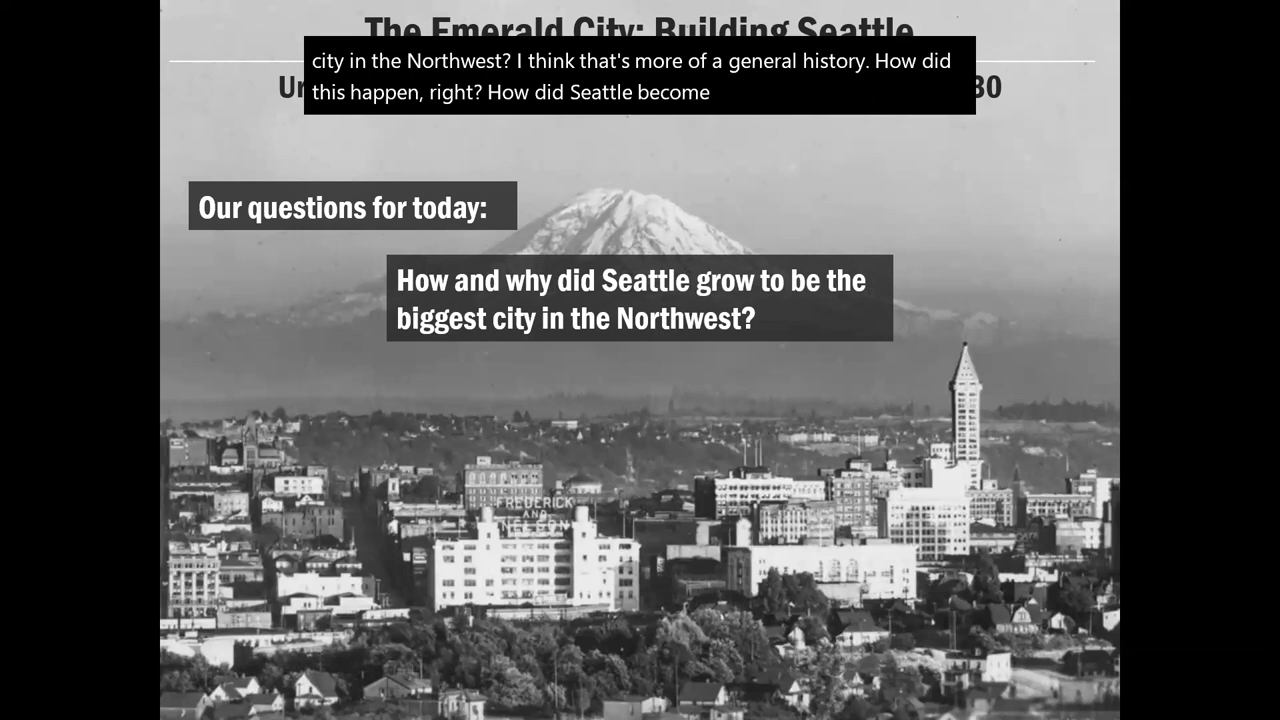 The Emerald City: Building Seattle
city in the Northwest? I think that's more of a general history. How did
this happen, right? How did Seattle become
30
Our questions for today:
How and why did Seattle grow to be the
biggest city in the Northwest?
FREDERICK
AND
NELSON